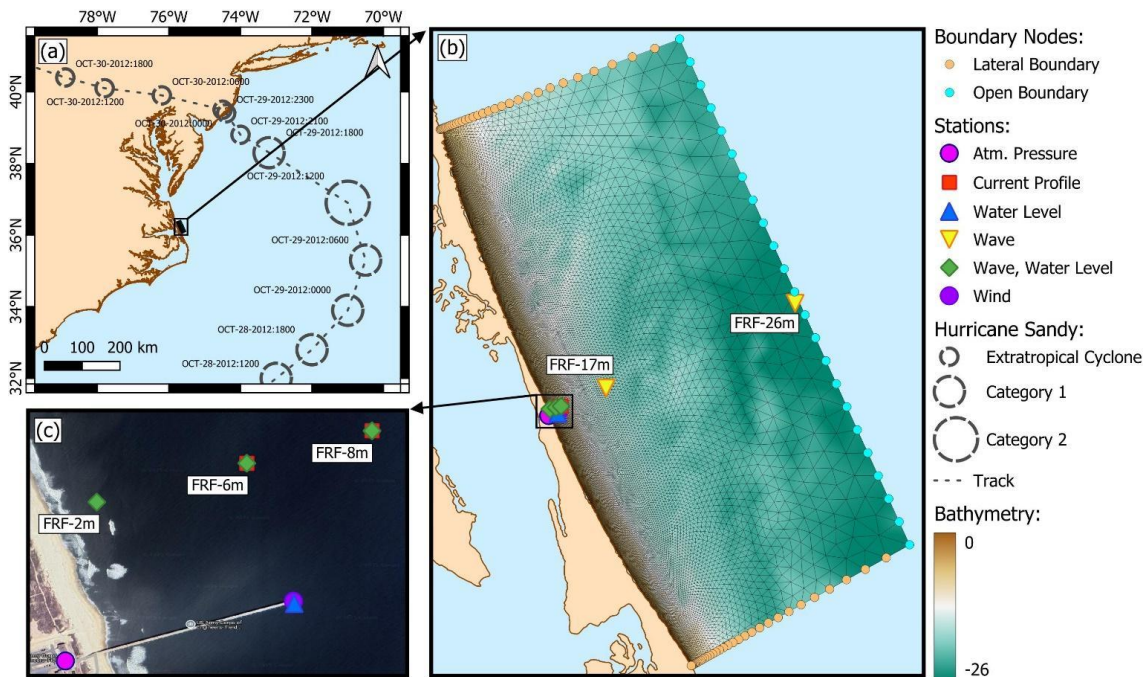 78°W 76°W 74°W 72°W 70°W
(a)
OCT-30-2012:1800
OCT-30-2012:0600
OCT-30-2012:1200
OCT-29-2012:2300
OCT-30-2012:0000
OCT-29-2012:2100
OCT-29-2012:1800
OCT-29-2012:1200
OCT-29-2012:0600
OCT-29-2012:0000
OCT-28-2012:1800
OCT-28-2012:1200
40°N
38°N
36°N
34°N
32°N
0 100 200 km
(b)
FRF-26m
FRF-17m
(c)
FRF-8m
FRF-6m
FRF-2m
Boundary Nodes:
Lateral Boundary
Open Boundary
Stations:
Atm. Pressure
Current Profile
Water Level
Wave
Wave, Water Level
Wind
Hurricane Sandy:
Extratropical Cyclone
Category 1
Category 2
Track
Bathymetry:
0
-26